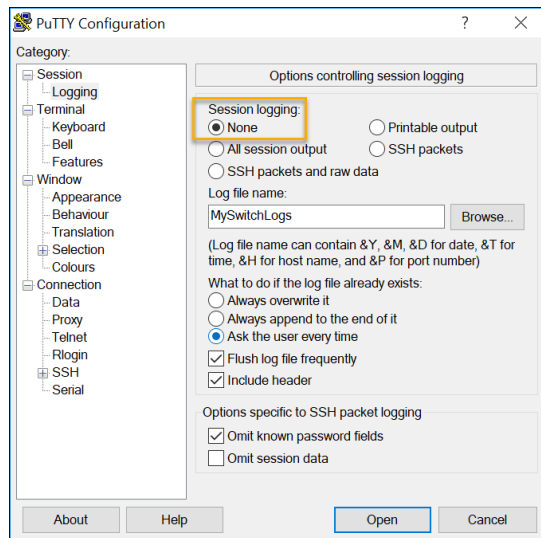 PuTTY Configuration
Category:
Session
Logging
Terminal
Keyboard
Bell
Features
Window
Appearance
Behaviour
Translation
Selection
Colours
Connection
Data
Proxy
Telnet
Rlogin
SSH
Serial
Options controlling session logging
Session logging:
None
Printable output
All session output
SSH packets
SSH packets and raw data
Log file name:
MySwitchLogs
Browse...
(Log file name can contain &Y, &M, &D for date, &T for
time, &H for host name, and &P for port number)
What to do if the log file already exists:
Always overwrite it
Always append to the end of it
Ask the user every time
Flush log file frequently
Include header
Options specific to SSH packet logging
Omit known password fields
Omit session data
About
Help
Open
Cancel